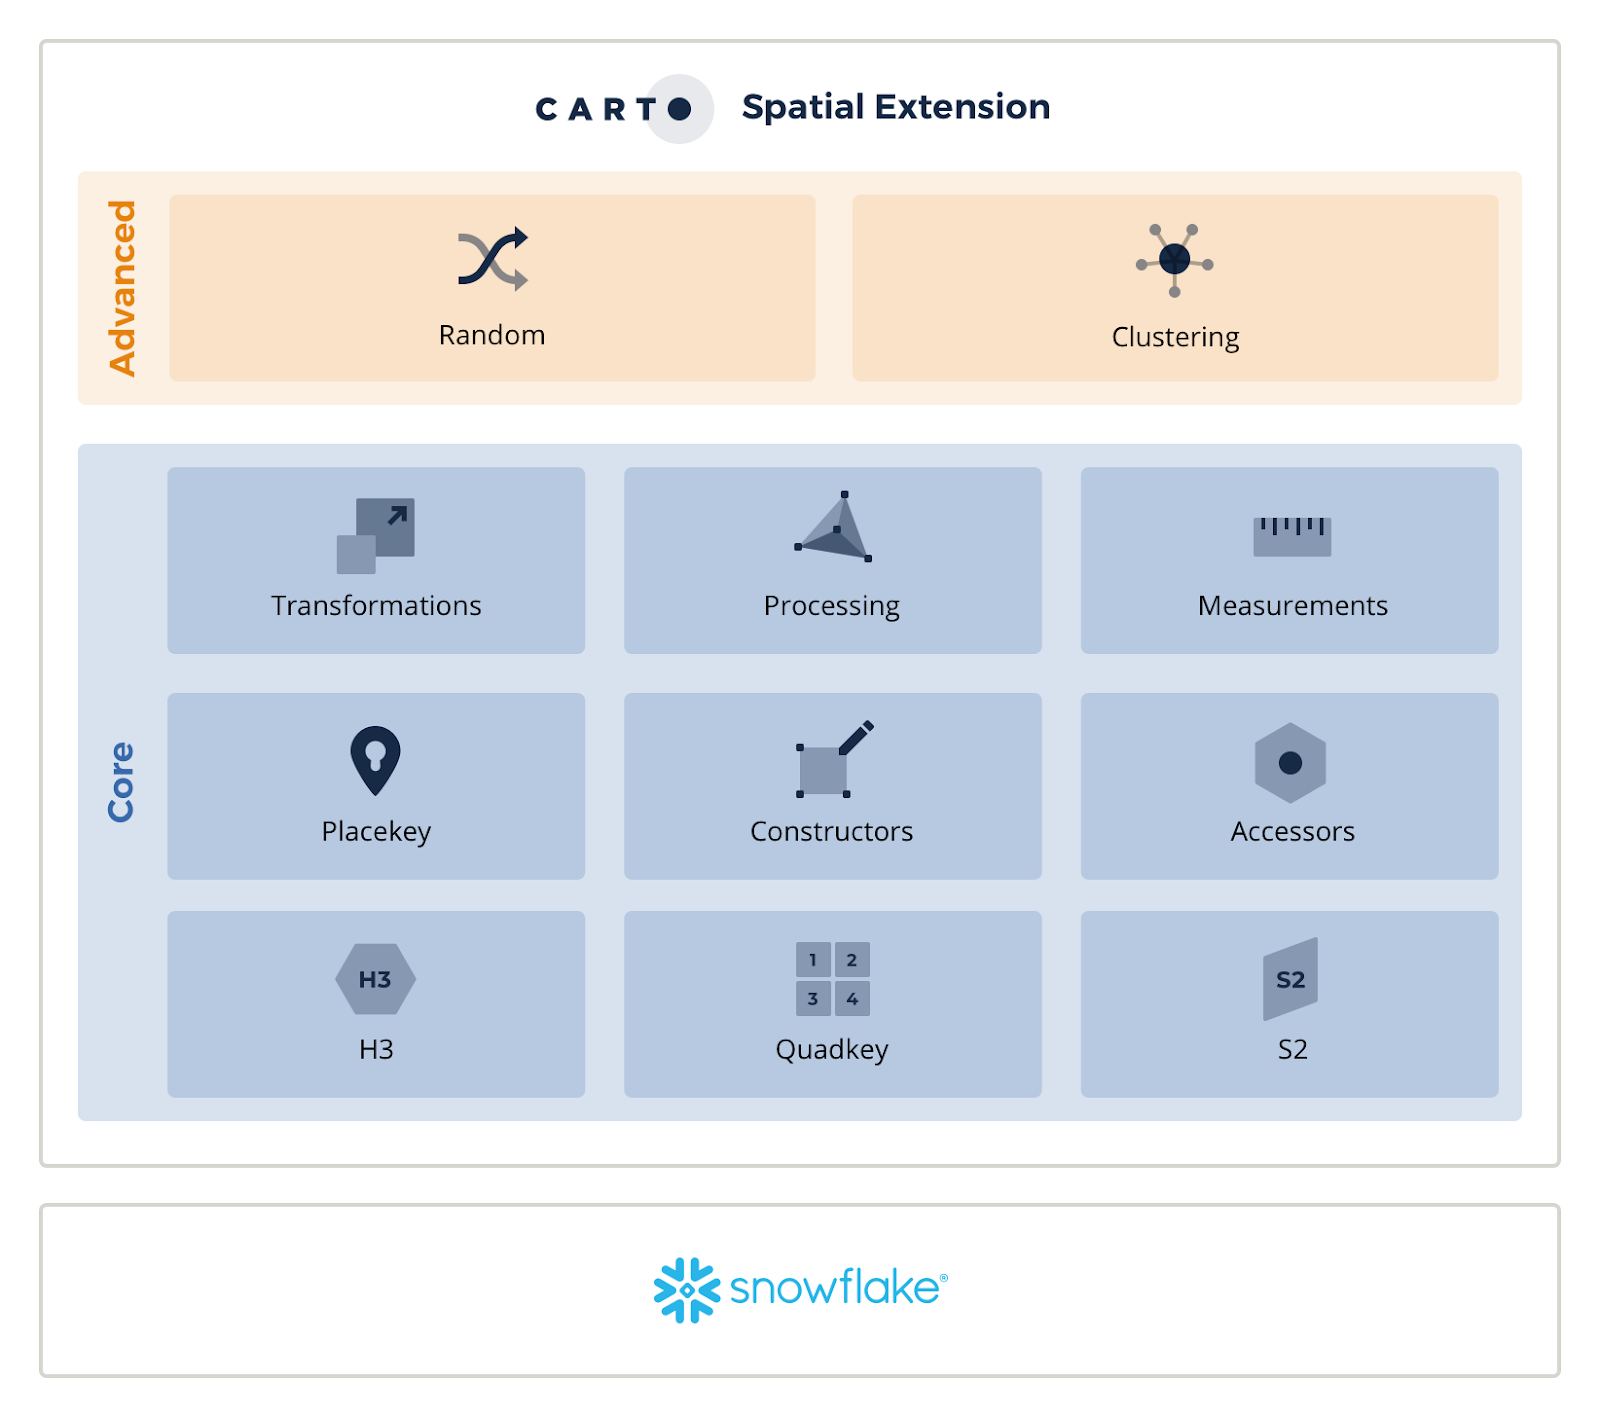 CARTO Spatial Extension
Advanced
Random
Clustering
Core
Transformations
Processing
Measurements
Placekey
Constructors
Accessors
H3
H3
1 2
3 4
Quadkey
S2
S2
snowflake®